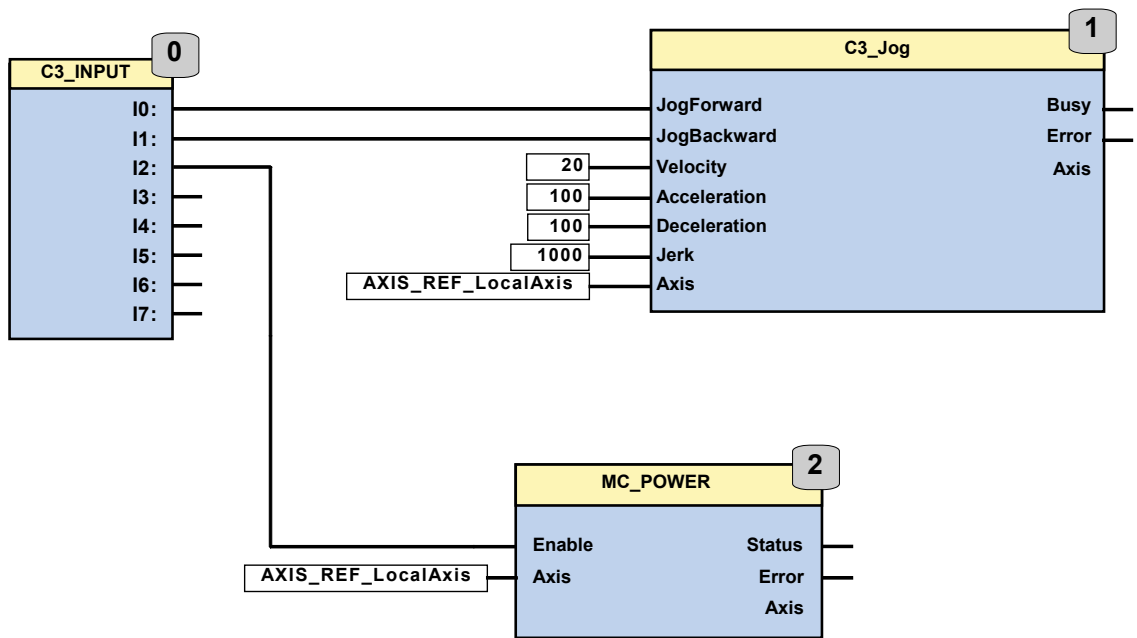 0
C3_INPUT
I0:
I1:
I2:
I3:
I4:
I5:
I6:
I7:
1
C3_Jog
JogForward Busy
JogBackward Error
20 Velocity Axis
100 Acceleration
100 Deceleration
1000 Jerk
AXIS_REF_LocalAxis Axis
2
MC_POWER
Enable Status
AXIS_REF_LocalAxis Axis Error
Axis